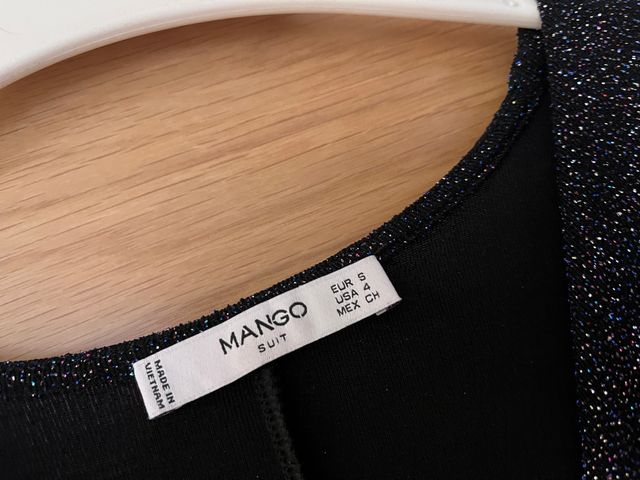 MANGO
SUIT
EUR S
USA 4
MEX CH
MADE IN
VIETNAM